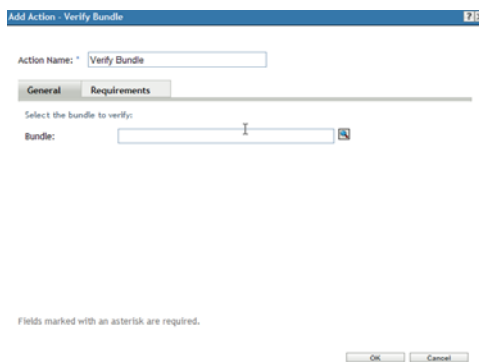 Add Action - Verify Bundle
Action Name: * Verify Bundle
General Requirements
Select the bundle to verify:
Bundle:
Fields marked with an asterisk are required.
OK Cancel